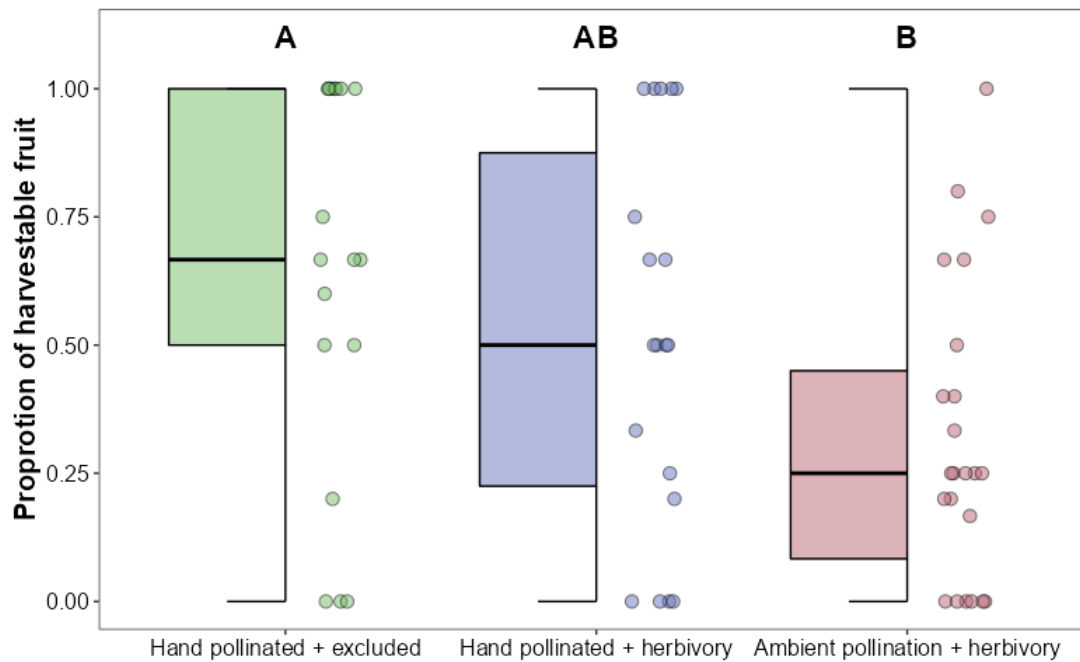 A AB B
Proprotion of harvestable fruit
1.00
0.75
0.50
0.25
0.00
Hand pollinated + excluded Hand pollinated + herbivory Ambient pollination + herbivory